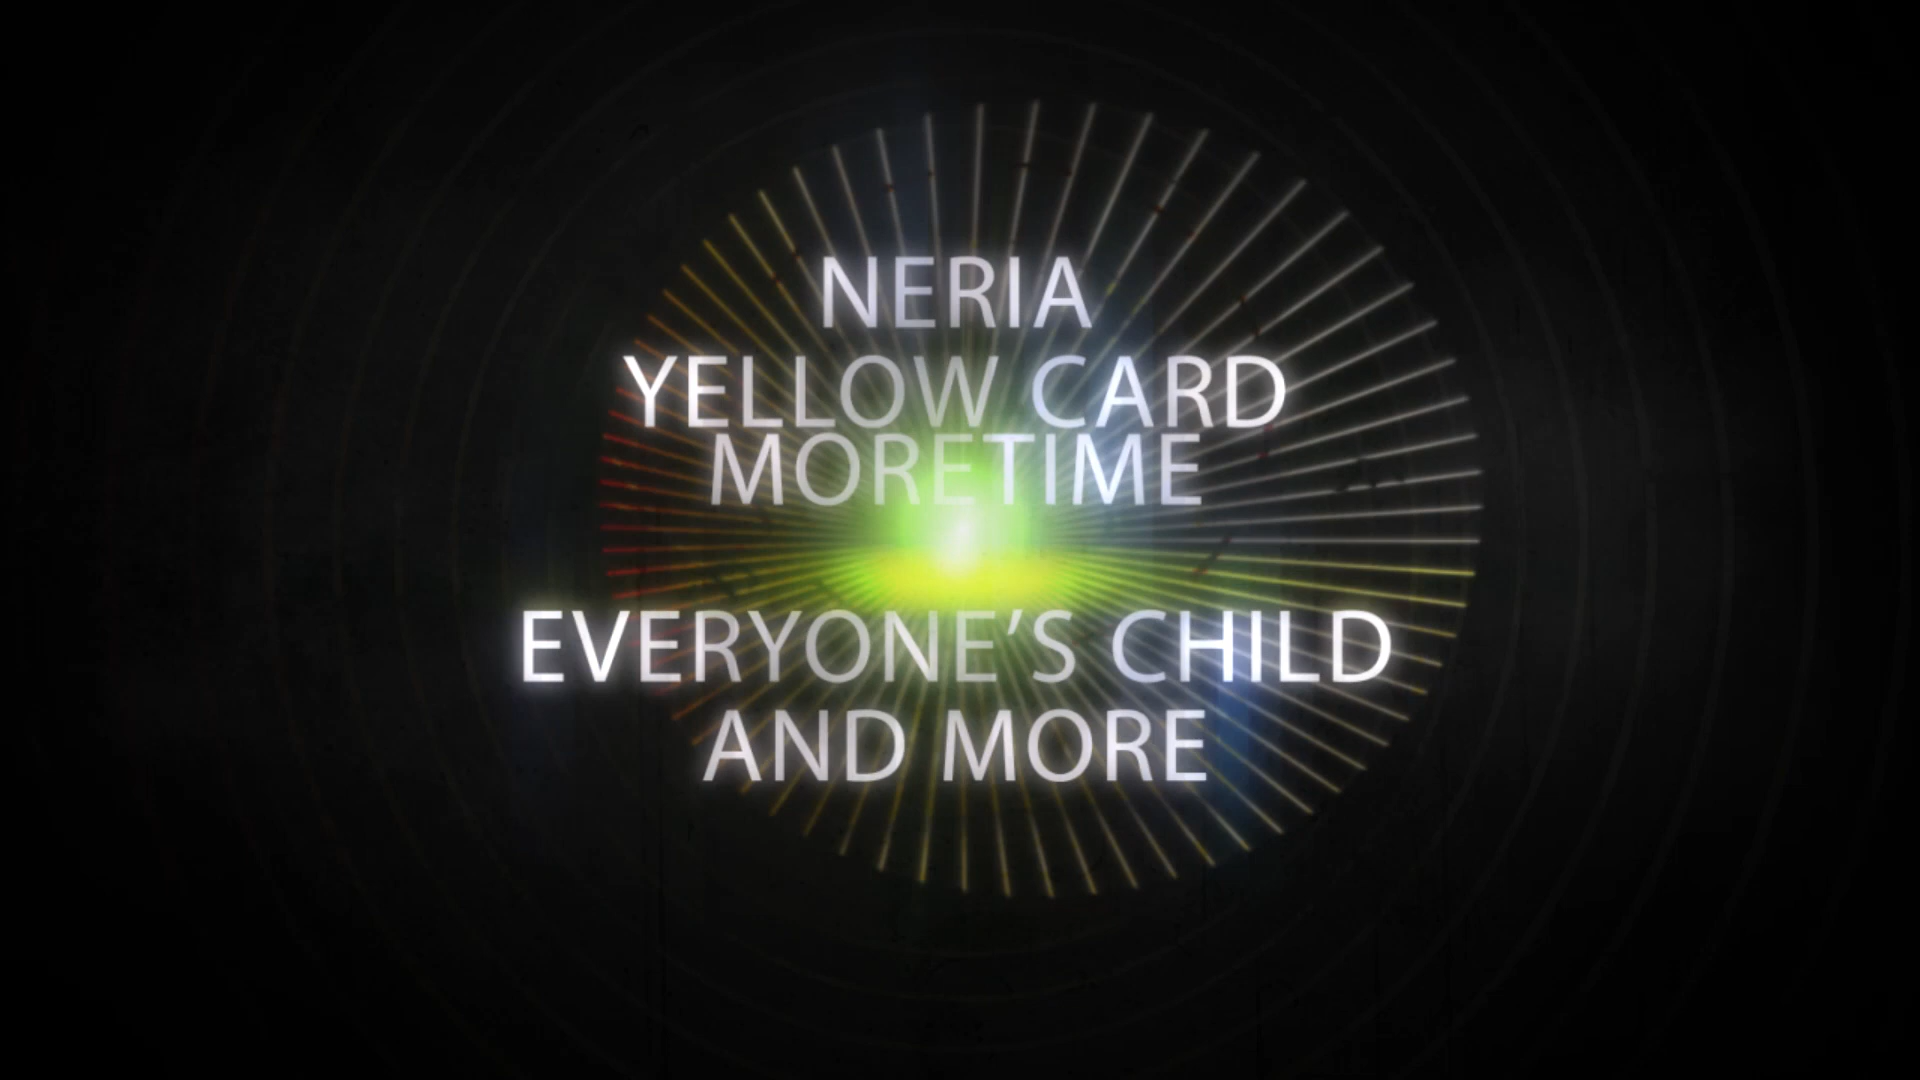 NERIA
YELLOW CARD
MORETIME
EVERYONE’S CHILD
AND MORE